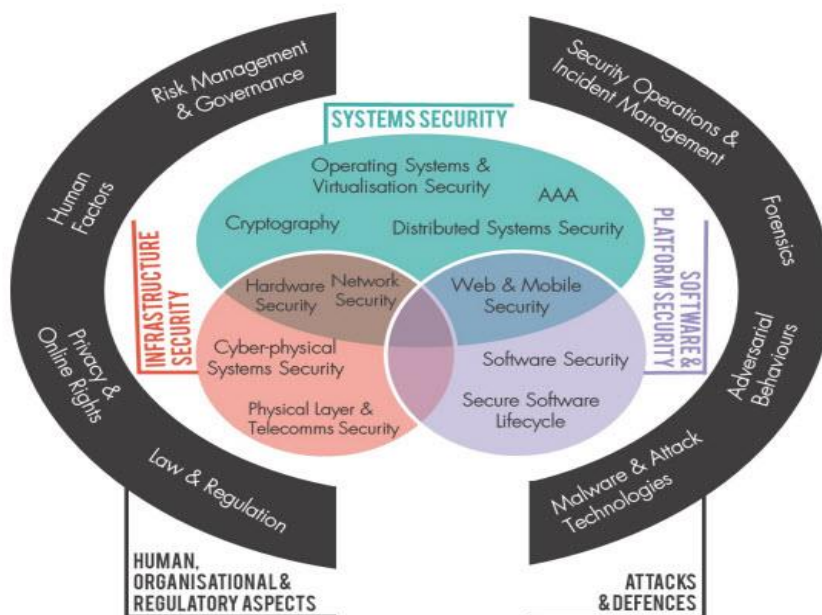 Risk Management
& Governance
Human
Factors
Privacy &
Online Rights
Law & Regulation
HUMAN,
ORGANISATIONAL &
REGULATORY ASPECTS
SYSTEMS SECURITY
Operating Systems &
Virtualisation Security
AAA
Cryptography
Distributed Systems Security
INFRASTRUCTURE
SECURITY
Hardware
Security
Network
Security
Cyber-physical
Systems Security
Physical Layer &
Telecomms Security
Web & Mobile
Security
Software Security
Secure Software
Lifecycle
SOFTWARE &
PLATFORM SECURITY
Security Operations &
Incident Management
Forensics
Adversarial
Behaviours
Malware & Attack
Technologies
ATTACKS
& DEFENCES